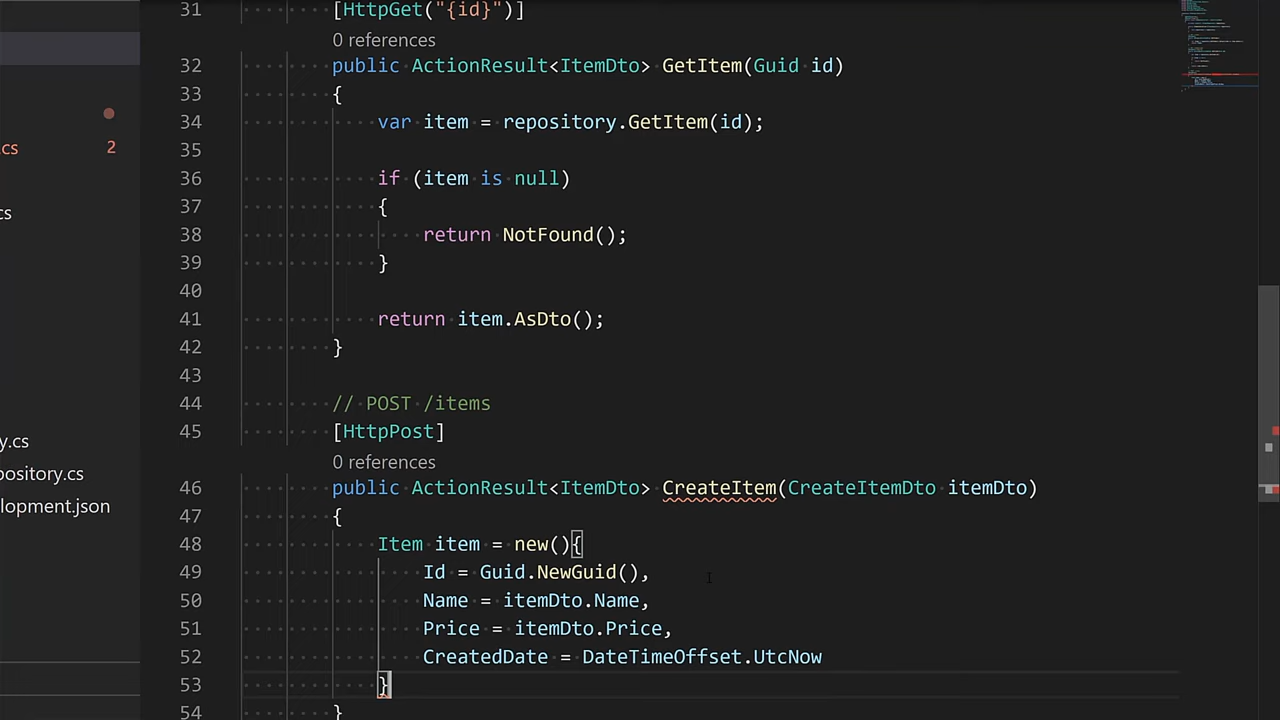 31 [HttpGet("{id}")]
0 references
32 public ActionResult<ItemDto> GetItem(Guid id)
33 {
34 var item = repository.GetItem(id);
35
cs 2
36 if (item is null)
37 {
cs
38 return NotFound();
39 }
40
41 return item.AsDto();
42 }
43
44 // POST /items
45 [HttpPost]
y.cs
0 references
pository.cs
46 public ActionResult<ItemDto> CreateItem(CreateItemDto itemDto)
lopment.json
47 {
48 Item item = new(){
49 Id = Guid.NewGuid(),
50 Name = itemDto.Name,
51 Price = itemDto.Price,
52 CreatedDate = DateTimeOffset.UtcNow
53 }
54 }